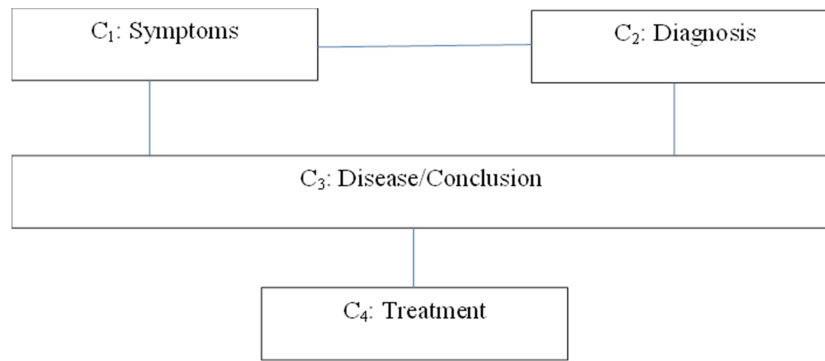 C₁: Symptoms
C₂: Diagnosis
C₃: Disease/Conclusion
C₄: Treatment